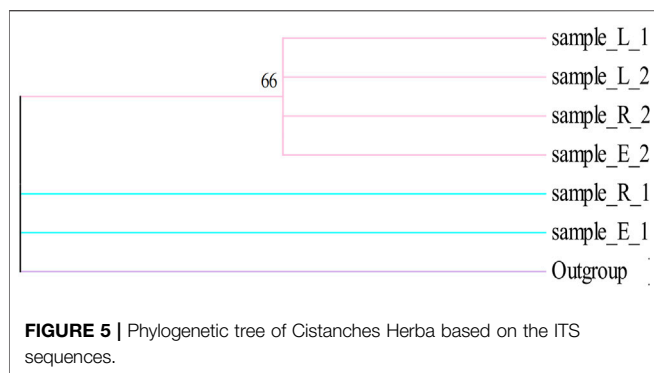 sample_L_1
sample_L_2
66
sample_R_2
sample_E_2
sample_R_1
sample_E_1
Outgroup
FIGURE 5 | Phylogenetic tree of Cistanches Herba based on the ITS
sequences.